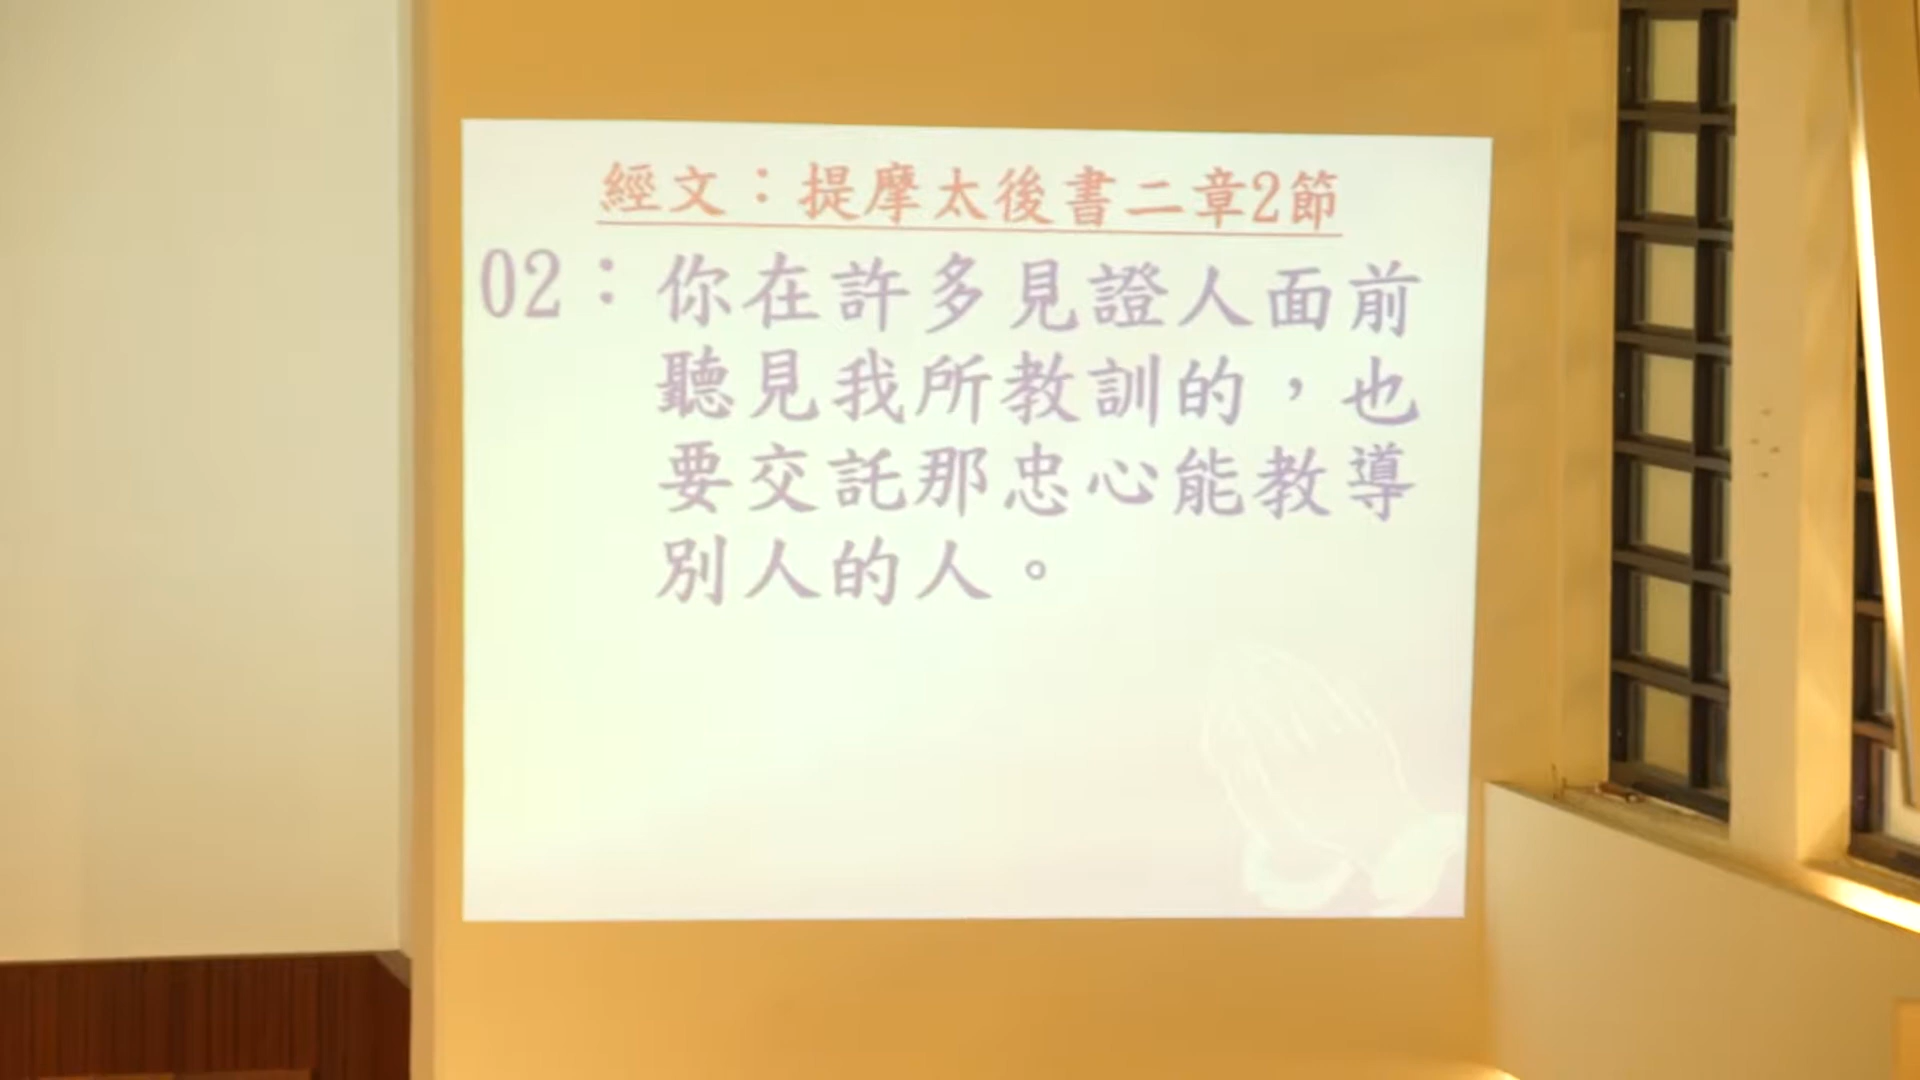 經文：提摩太後書二章2節
02：你在許多見證人面前
聽見我所教訓的，也
要交託那忠心能教導
別人的人。